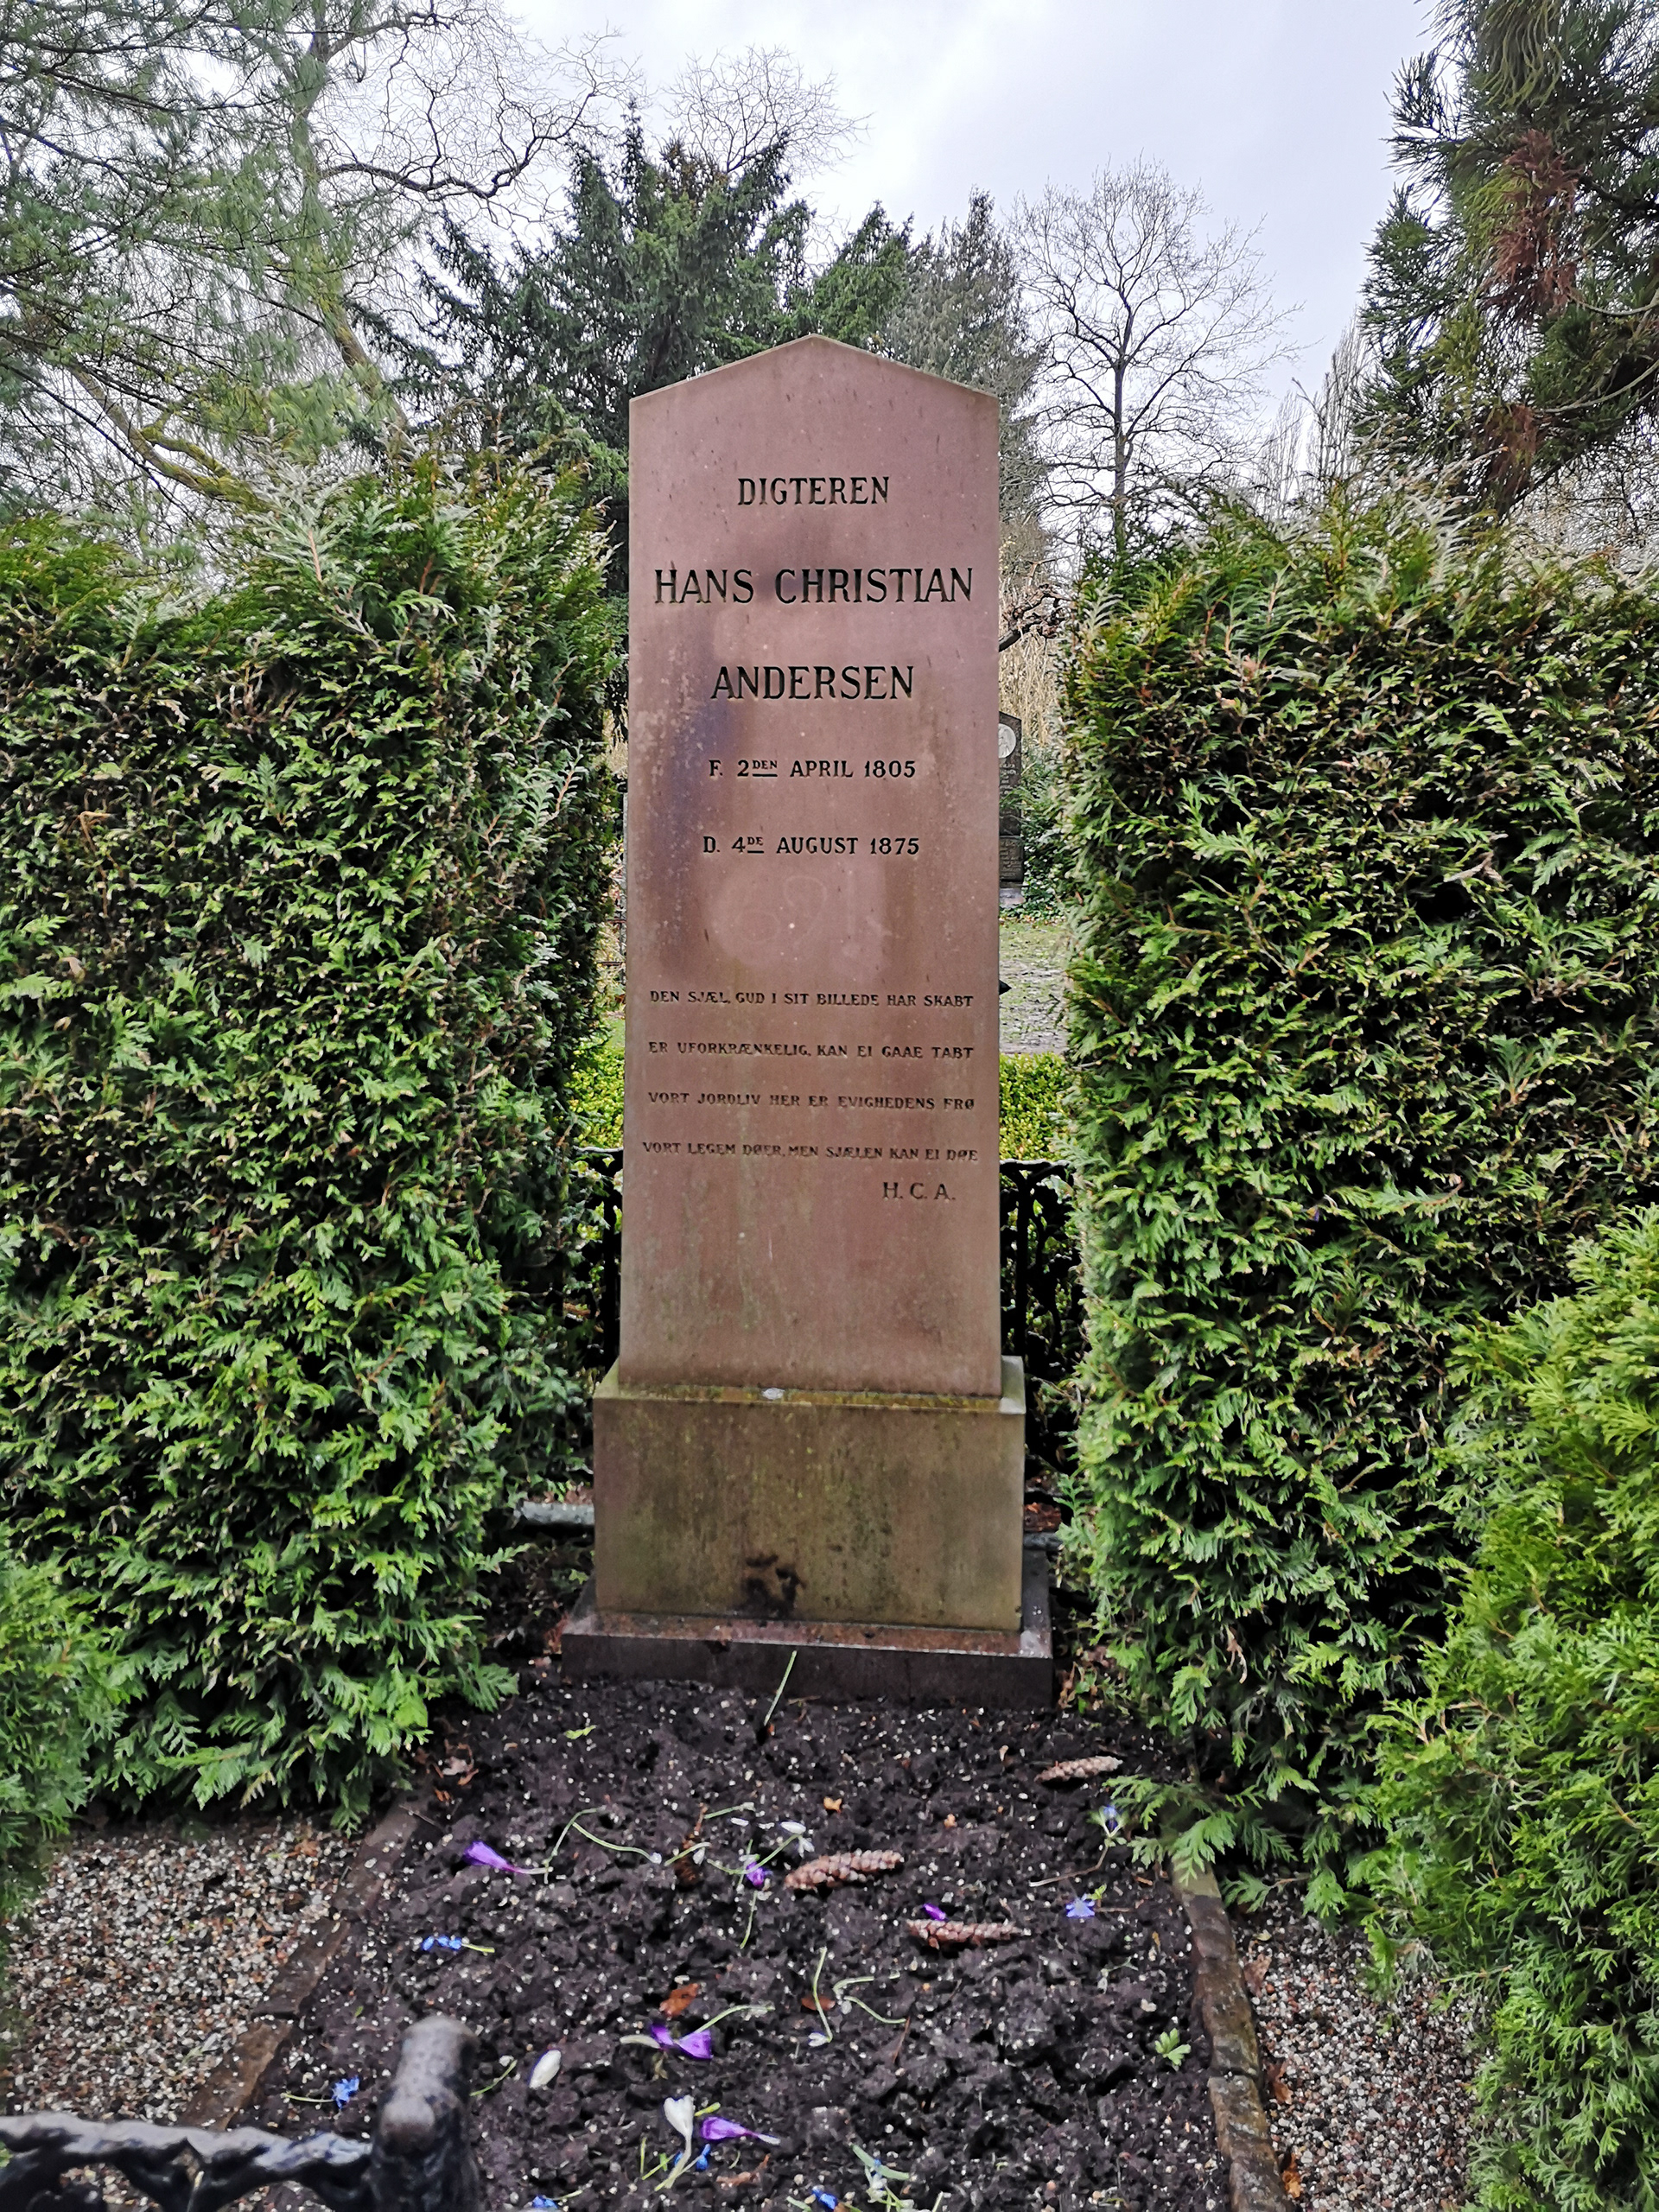 DIGTEREN
HANS CHRISTIAN
ANDERSEN
F. 2DEN APRIL 1805
D. 4DE AUGUST 1875
DEN SJÆL, GUD I SIT BILLEDE HAR SKABT
ER UFORKRÆNKELIG, KAN EI GAAE TABT
VORT JORDLIV HER ER EVIGHEDENS FRØ
VORT LEGEM DØER, MEN SJÆLEN KAN EI DØE
H. C. A.